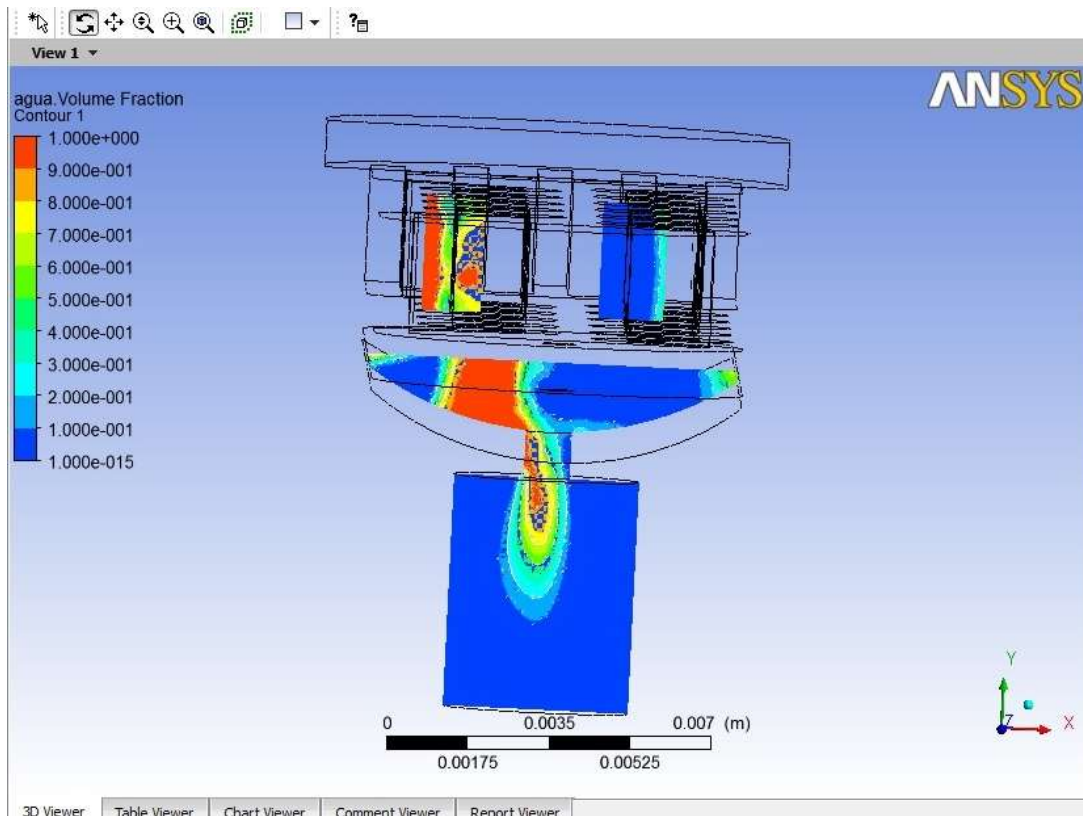 View 1
ANSYS
agua.Volume Fraction
Contour 1
1.000e+000
9.000e-001
8.000e-001
7.000e-001
6.000e-001
5.000e-001
4.000e-001
3.000e-001
2.000e-001
1.000e-001
1.000e-015
Y
Z X
0 0.0035 0.007 (m)
0.00175 0.00525
3D Viewer Table Viewer Chart Viewer Comment Viewer Report Viewer